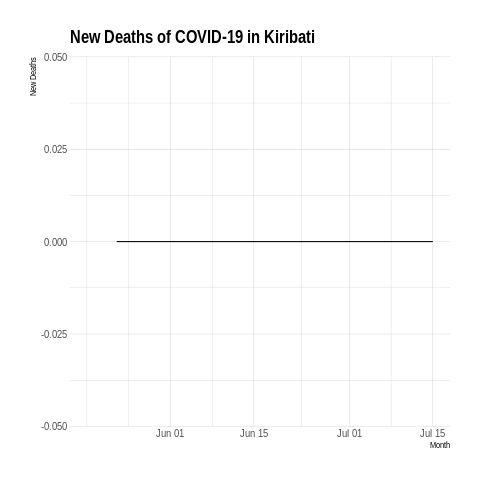 New Deaths of COVID-19 in Kiribati
New Deaths
0.050
0.025
0.000
-0.025
-0.050
Jun 01 Jun 15 Jul 01 Jul 15
Month